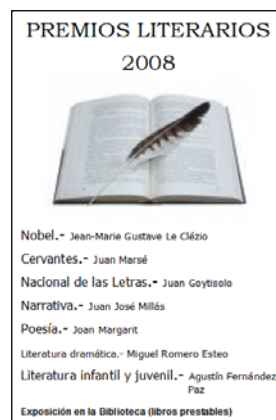 PREMIOS LITERARIOS
2008
Nobel.- Jean-Marie Gustave Le Clézio
Cervantes.- Juan Marsé
Nacional de las Letras.- Juan Goytisolo
Narrativa.- Juan José Millás
Poesía.- Joan Margarit
Literatura dramática.- Miguel Romero Esteo
Literatura infantil y juvenil.- Agustín Fernández
Paz
Exposición en la Biblioteca (libros prestables)